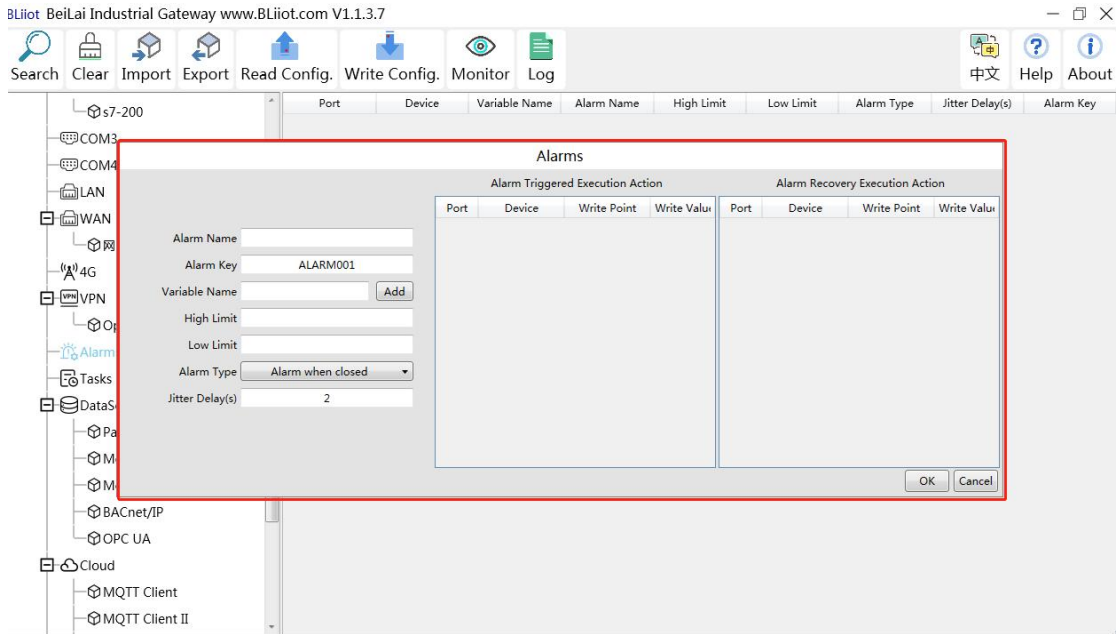 BLiiot BeiLai Industrial Gateway www.BLiiot.com V1.1.3.7
Search Clear Import Export Read Config. Write Config. Monitor Log 中文 Help About
s7-200
COM3
COM4
LAN
WAN
网
4G
VPN
Op
Alarm
Tasks
DataS
Pa
M
M
BACnet/IP
OPC UA
Cloud
MQTT Client
MQTT Client II
Port Device Variable Name Alarm Name High Limit Low Limit Alarm Type Jitter Delay(s) Alarm Key
Alarms
Alarm Name
Alarm Key ALARM001
Variable Name Add
High Limit
Low Limit
Alarm Type Alarm when closed
Jitter Delay(s) 2
Alarm Triggered Execution Action
Port Device Write Point Write Valu
Alarm Recovery Execution Action
Port Device Write Point Write Valu
OK Cancel